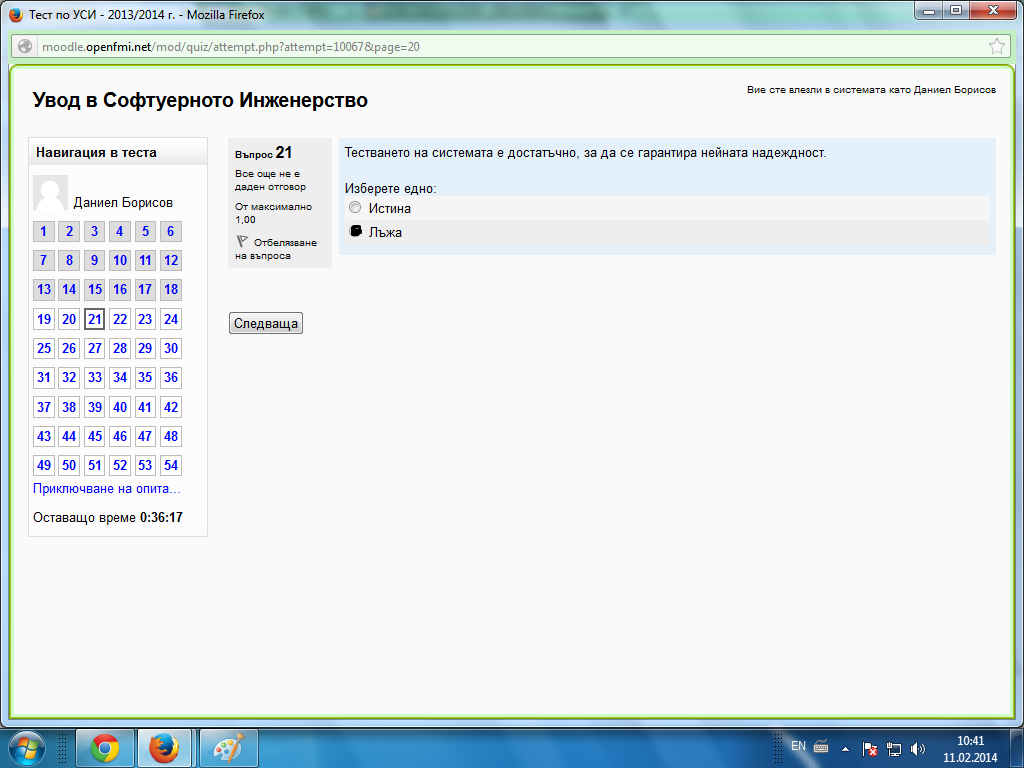 Тест по УСИ - 2013/2014 г. - Mozilla Firefox
moodle.openfmi.net/mod/quiz/attempt.php?attempt=10067&page=20
Вие сте влезли в системата като Даниел Борисов
Увод в Софтуерното Инженерство
Навигация в теста
Даниел Борисов
1 2 3 4 5 6
7 8 9 10 11 12
13 14 15 16 17 18
19 20 21 22 23 24
25 26 27 28 29 30
31 32 33 34 35 36
37 38 39 40 41 42
43 44 45 46 47 48
49 50 51 52 53 54
Приключване на опита...
Оставащо време 0:36:17
Въпрос 21
Все още не е
даден отговор
От максимално
1,00
Отбелязване
на въпроса
Тестването на системата е достатъчно, за да се гарантира нейната надеждност.
Изберете едно:
Истина
Лъжа
Следваща
EN
10:41
11.02.2014